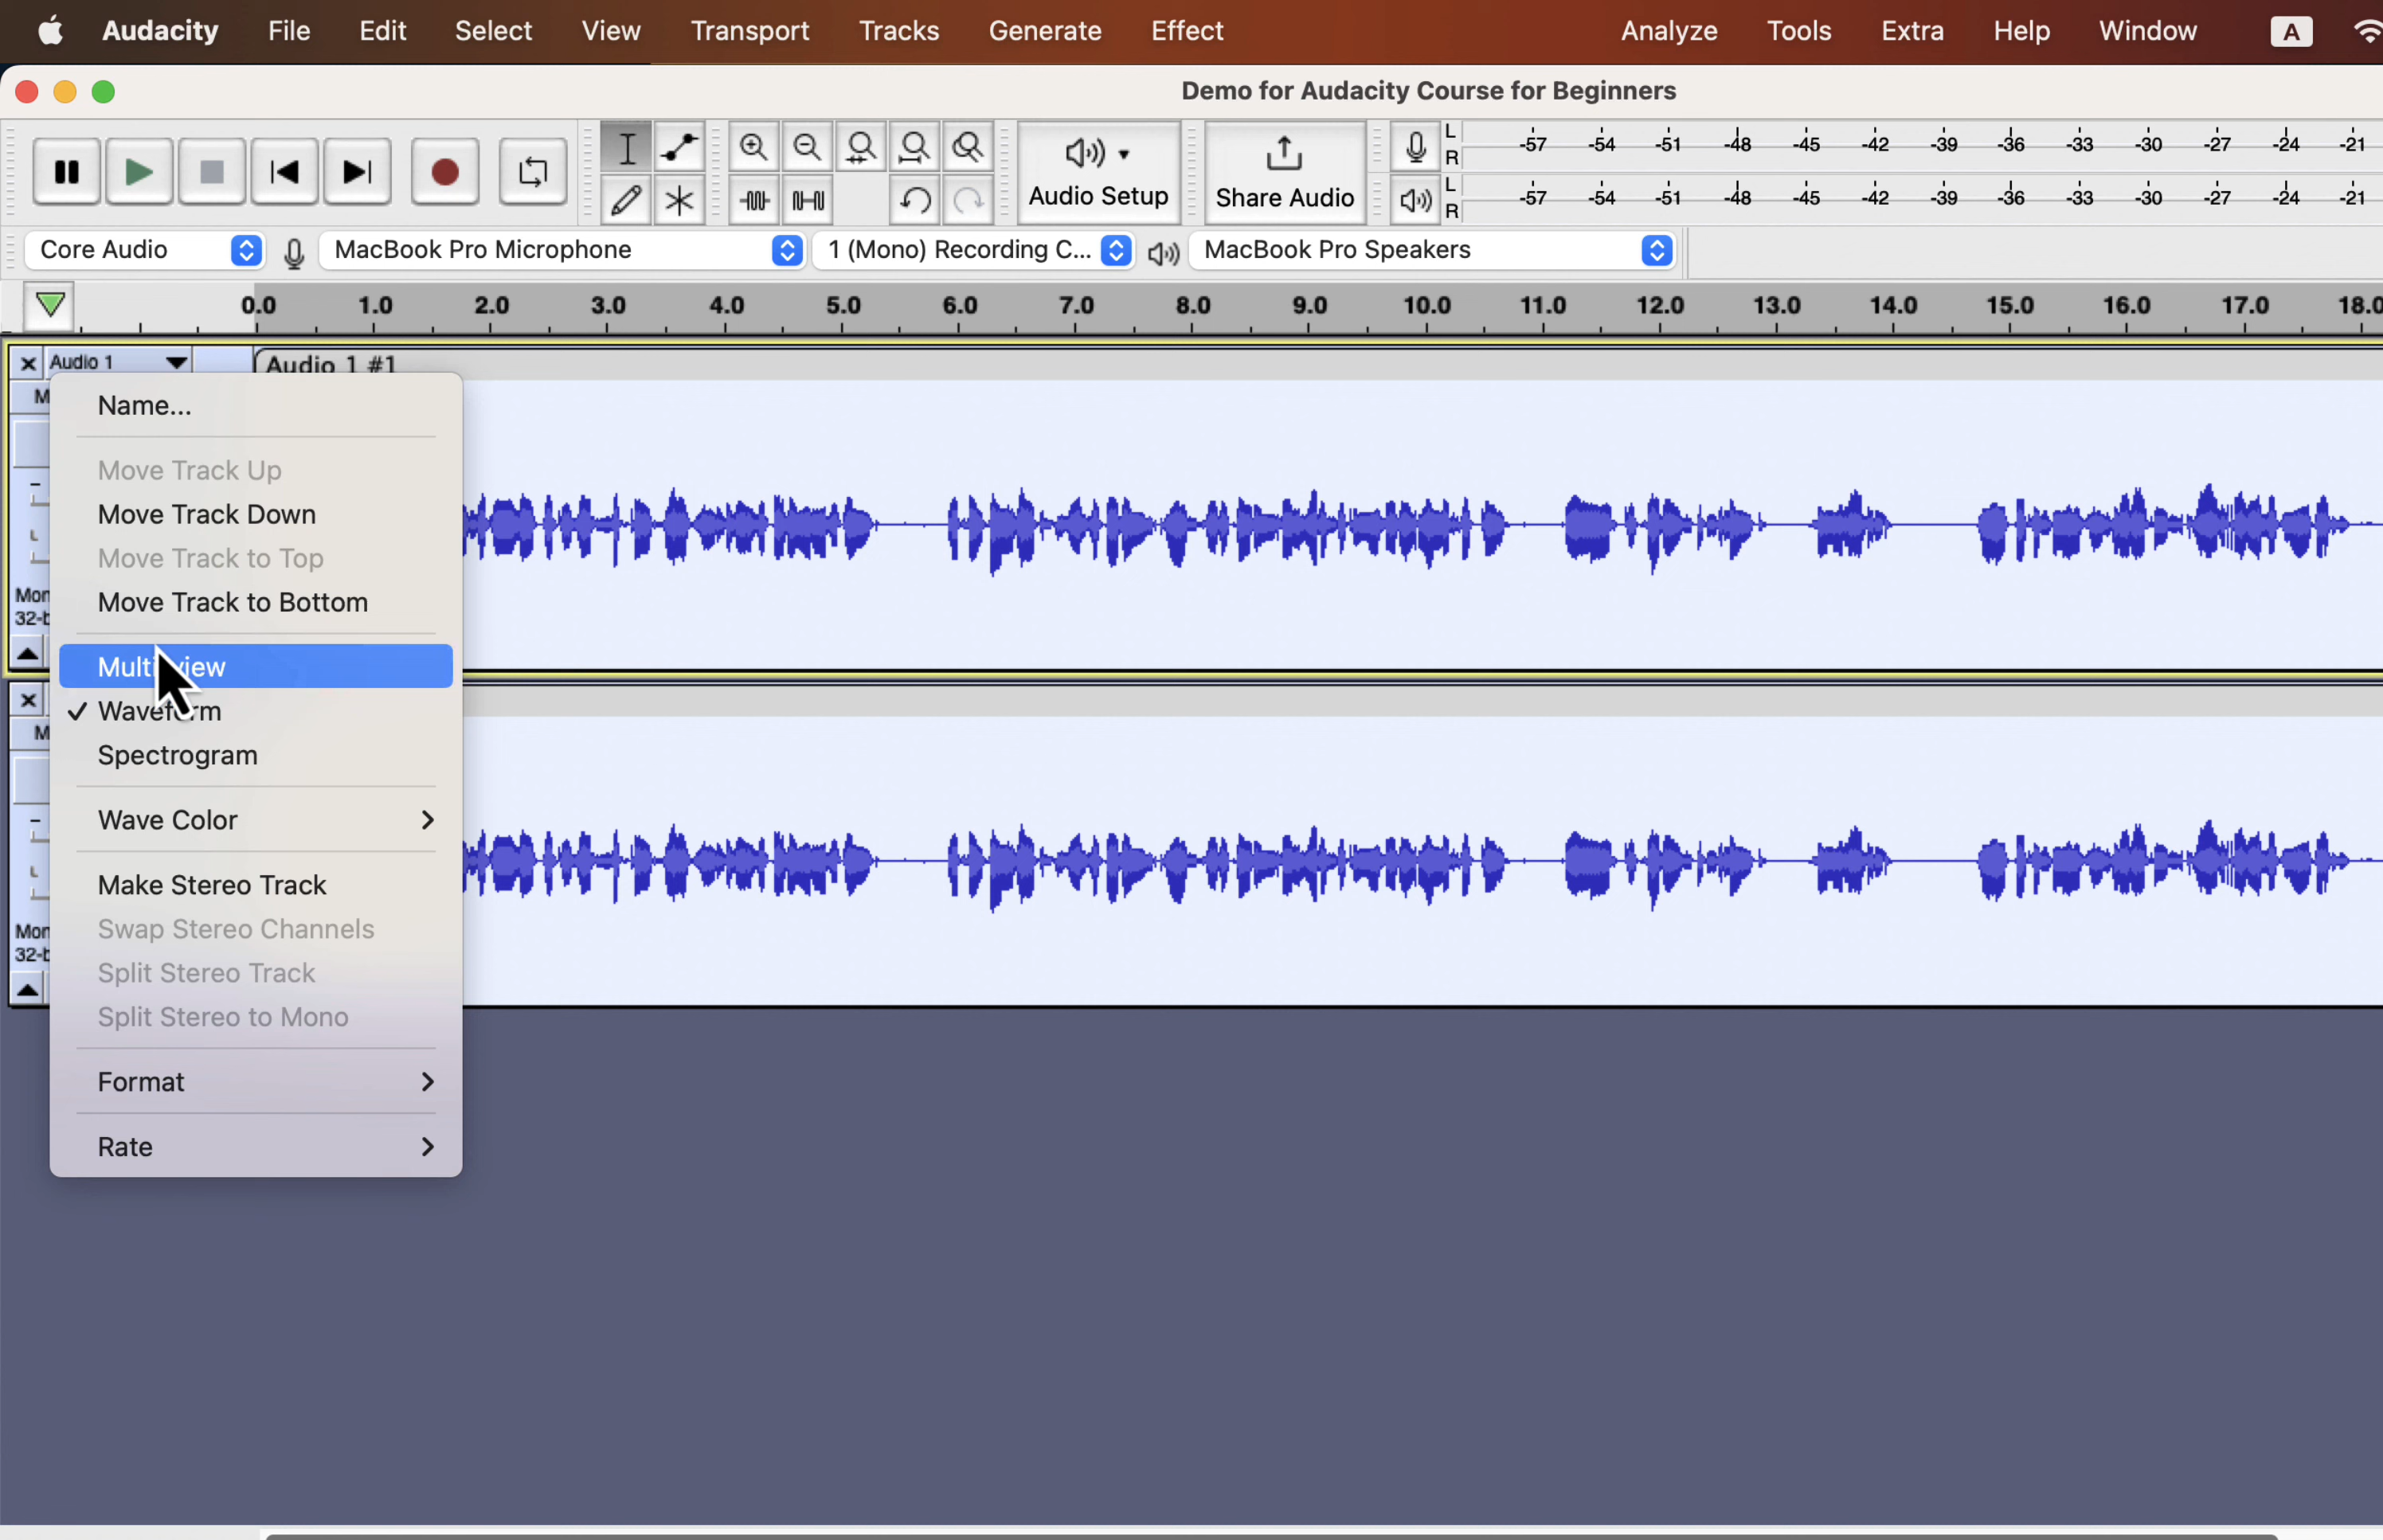 Audacity File Edit Select View Transport Tracks Generate Effect Analyze Tools Extra Help Window A
Demo for Audacity Course for Beginners
L -57 -54 -51 -48 -45 -42 -39 -36 -33 -30 -27 -24 -21
R
Audio Setup Share Audio
L -57 -54 -51 -48 -45 -42 -39 -36 -33 -30 -27 -24 -21
R
Core Audio MacBook Pro Microphone 1 (Mono) Recording C... MacBook Pro Speakers
0.0 1.0 2.0 3.0 4.0 5.0 6.0 7.0 8.0 9.0 10.0 11.0 12.0 13.0 14.0 15.0 16.0 17.0 18.0
Audio 1 Audio 1 #1
M
Name...
Move Track Up
Move Track Down
L
Move Track to Top
Mon
Move Track to Bottom
32-b
Waveform
M
Spectrogram
Wave Color
L
Make Stereo Track
Mon
Swap Stereo Channels
32-b
Split Stereo Track
Split Stereo to Mono
Format
Rate